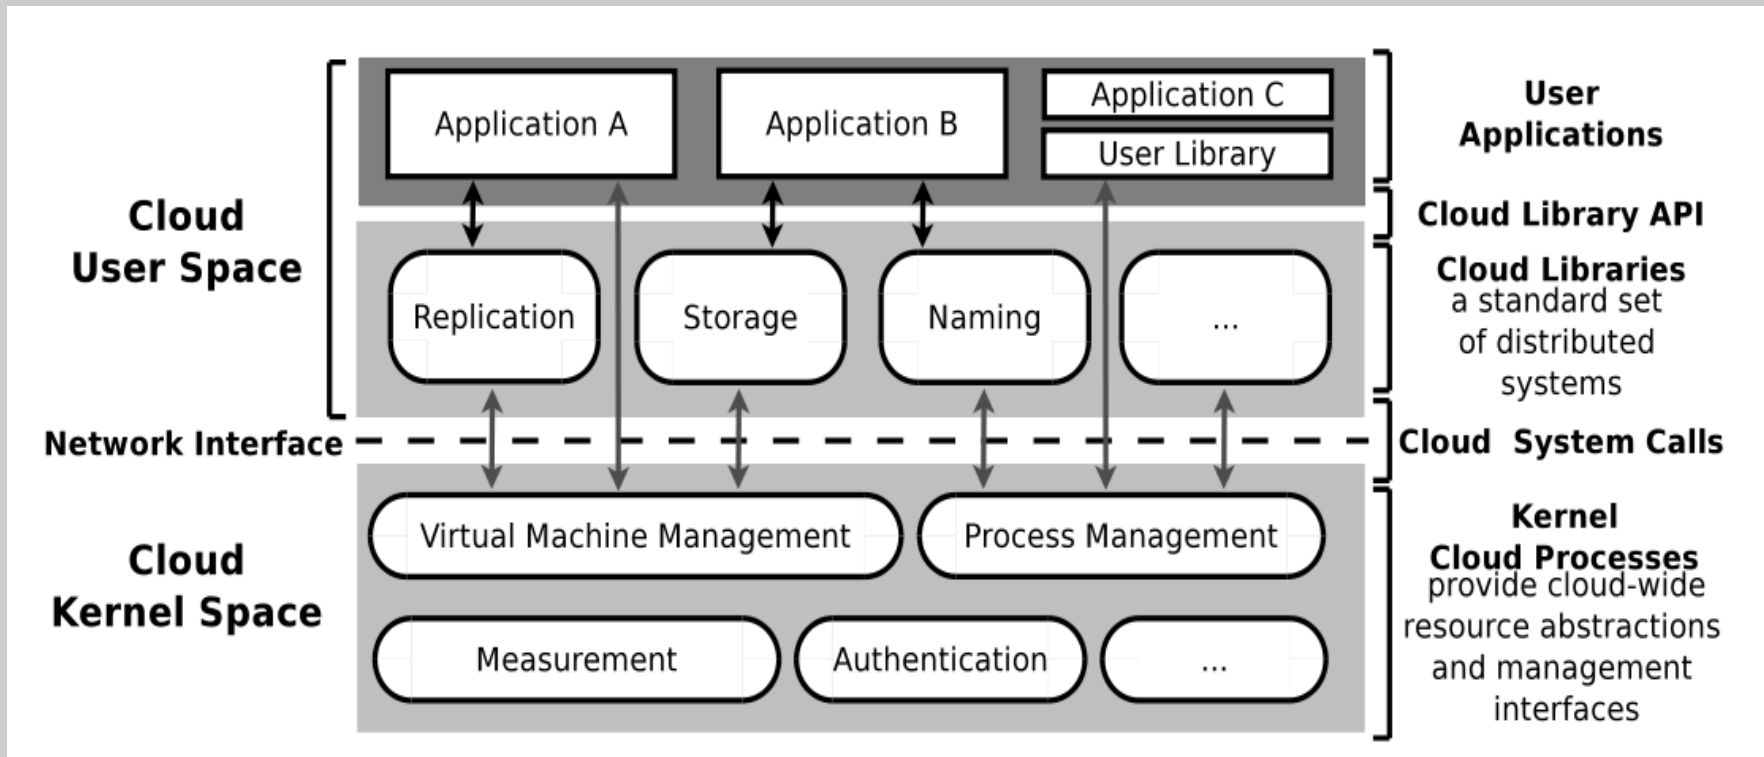 Application A
Application B
Application C
User Library
User
Applications
Cloud
User Space
Cloud Library API
Replication
Storage
Naming
...
Cloud Libraries
a standard set
of distributed
systems
Network Interface
Cloud System Calls
Cloud
Kernel Space
Virtual Machine Management
Process Management
Measurement
Authentication
...
Kernel
Cloud Processes
provide cloud-wide
resource abstractions
and management
interfaces